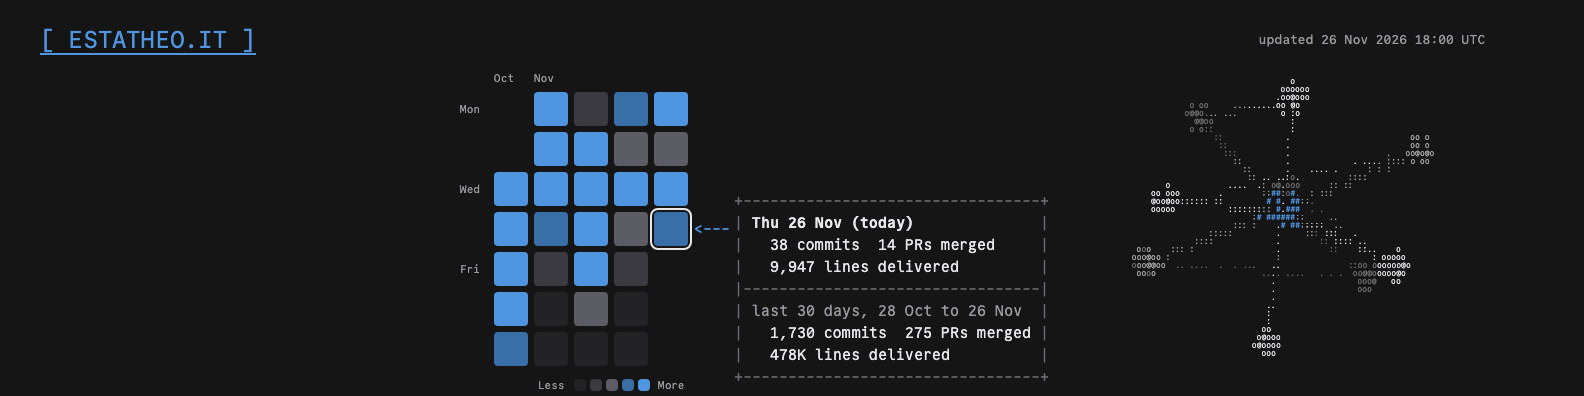 [ ESTATHEO.IT ]
updated 26 Nov 2026 18:00 UTC
Oct Nov
Mon
Wed
Fri
Less More
<---
Thu 26 Nov (today)
38 commits 14 PRs merged
9,947 lines delivered
last 30 days, 28 Oct to 26 Nov
1,730 commits 275 PRs merged
478K lines delivered